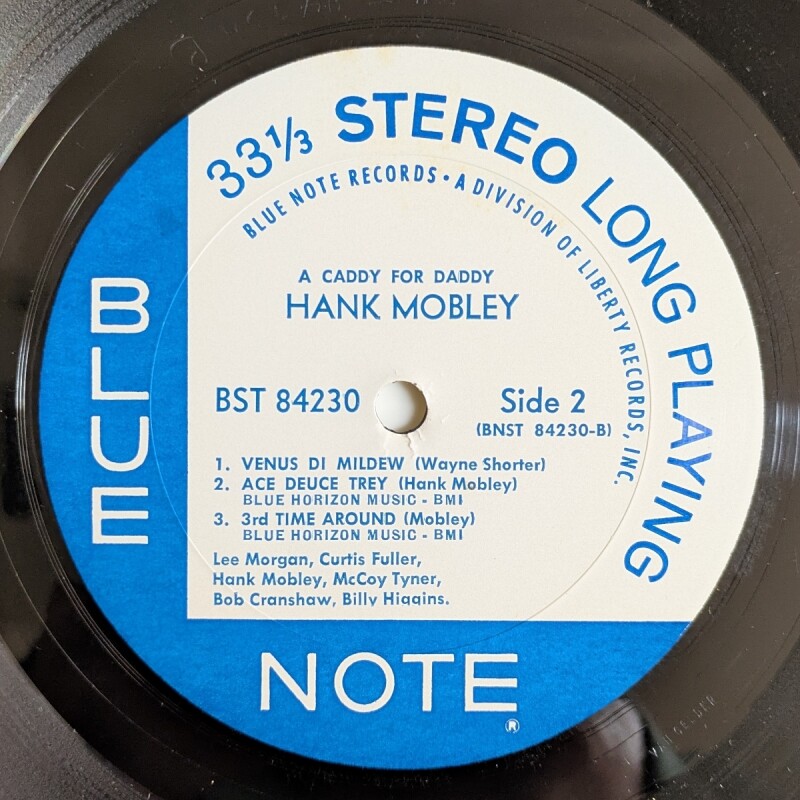 33⅓ STEREO LONG PLAYING
BLUE NOTE RECORDS • A DIVISION OF LIBERTY RECORDS, INC.
A CADDY FOR DADDY
HANK MOBLEY
BLUE
BST 84230
Side 2
(BNST 84230-B)
1. VENUS DI MILDEW (Wayne Shorter)
2. ACE DEUCE TREY (Hank Mobley)
BLUE HORIZON MUSIC - BMI
3. 3rd TIME AROUND (Mobley)
BLUE HORIZON MUSIC - BMI
Lee Morgan, Curtis Fuller,
Hank Mobley, McCoy Tyner,
Bob Cranshaw, Billy Higgins.
NOTE
®
VAN GELDER